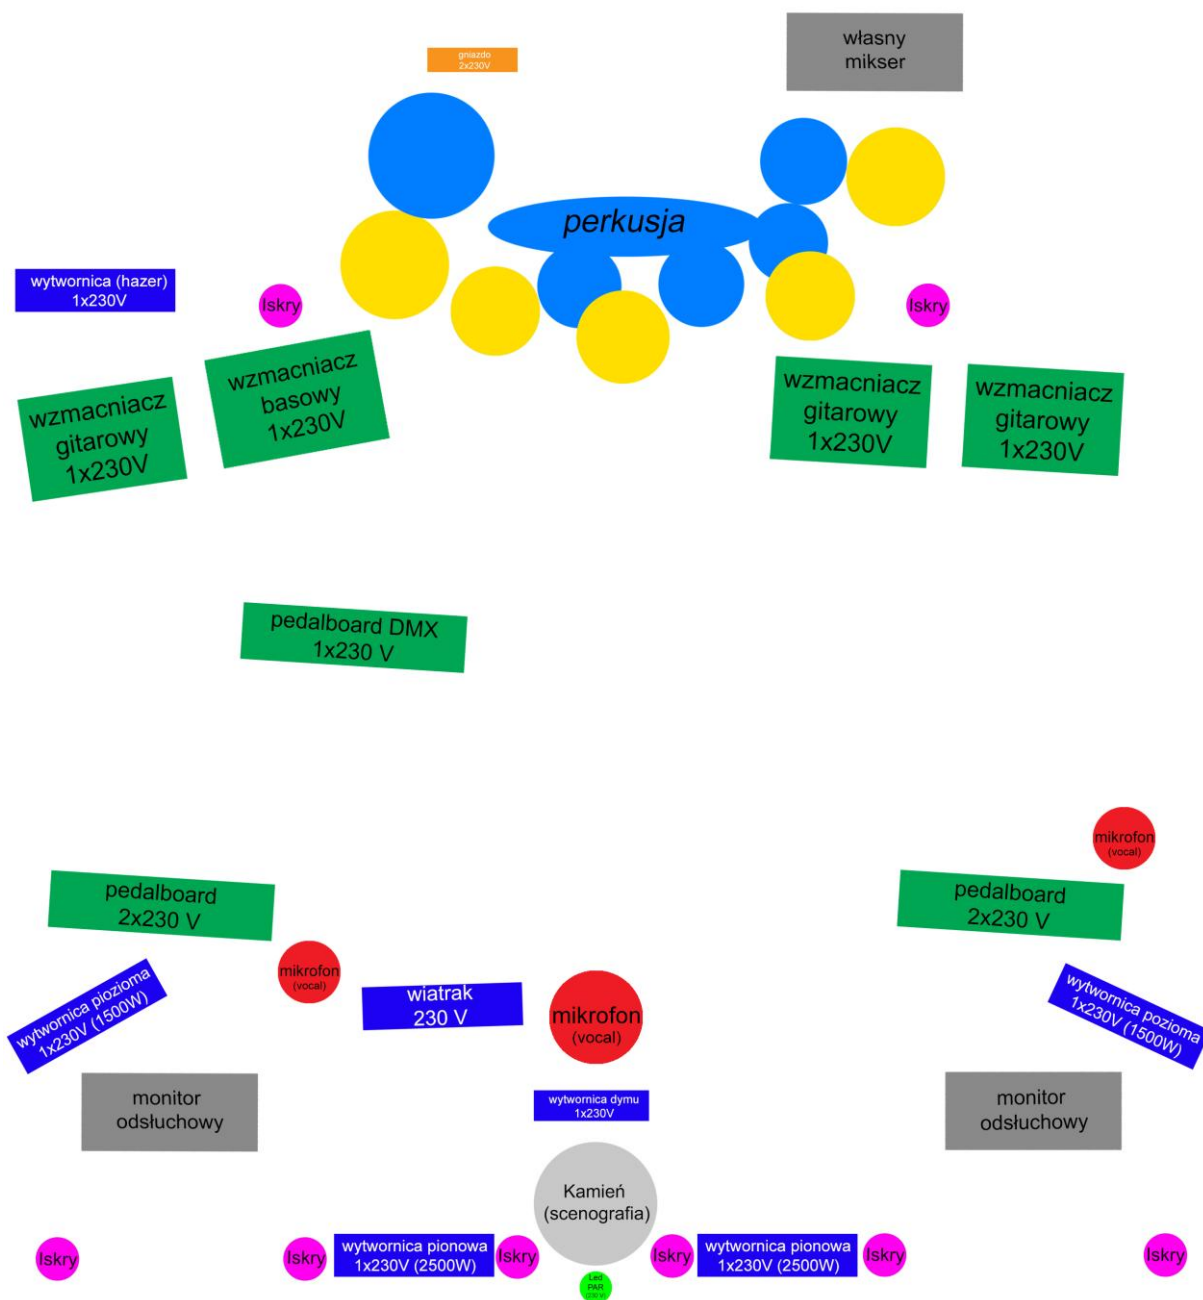 gniazdo
2x230V
własny
mikser
perkusja
wytwornica (hazer)
1x230V
Iskry
Iskry
wzmacniacz
gitarowy
1x230V
wzmacniacz
basowy
1x230V
wzmacniacz
gitarowy
1x230V
wzmacniacz
gitarowy
1x230V
pedalboard DMX
1x230 V
mikrofon
(vocal)
pedalboard
2x230 V
pedalboard
2x230 V
mikrofon
(vocal)
wytwornica piozioma
1x230V (1500W)
wiatrak
230 V
mikrofon
(vocal)
wytwornica pozioma
1x230V (1500W)
monitor
odsłuchowy
wytwornica dymu
1x230V
monitor
odsłuchowy
Kamień
(scenografia)
Iskry
Iskry
wytwornica pionowa
1x230V (2500W)
Iskry
Iskry
wytwornica pionowa
1x230V (2500W)
Iskry
Iskry
Led
PAR
(230 V)